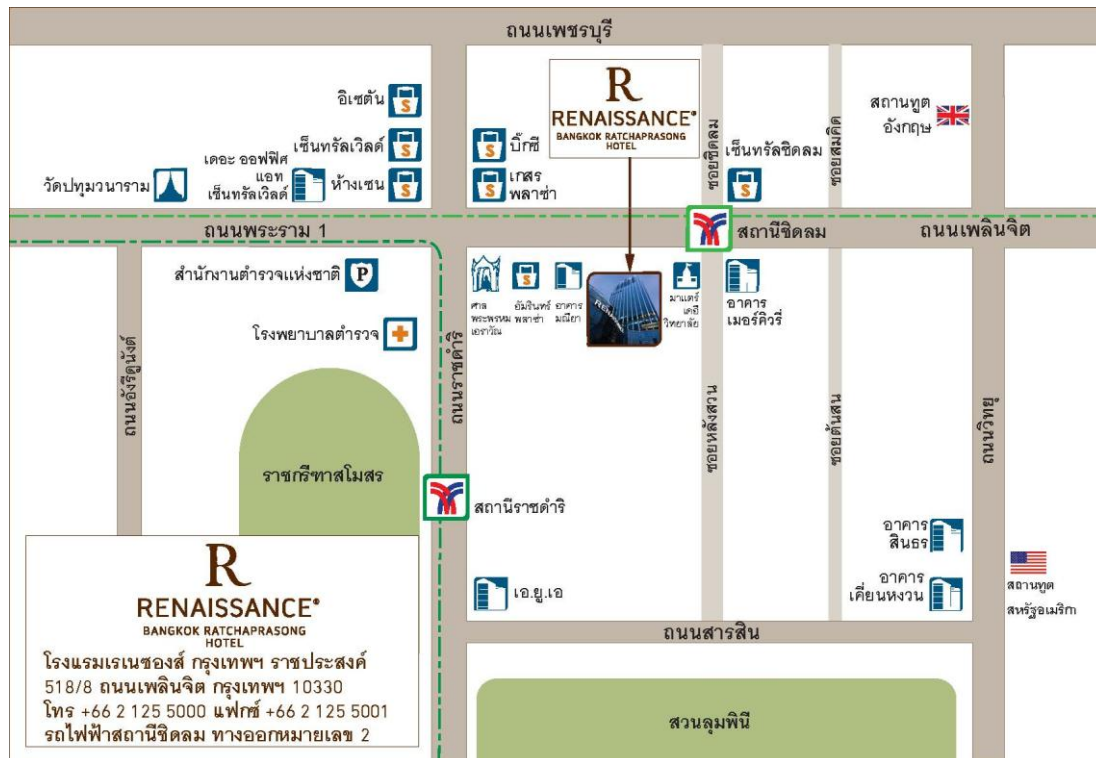 ถนนเพชรบุรี
อิเซตัน
เซ็นทรัลเวิลด์
เดอะ ออฟฟิศ
แอท
เซ็นทรัลเวิลด์
ห้างเซน
วัดปทุมวนาราม
บิ๊กซี
เกสร
พลาซ่า
R
RENAISSANCE®
BANGKOK RATCHAPRASONG
HOTEL
ซอยชิดลม
เซ็นทรัลชิดลม
ซอยสมคิด
สถานทูต
อังกฤษ
ถนนพระราม 1
สถานีชิดลม
ถนนเพลินจิต
สำนักงานตำรวจแห่งชาติ
P
โรงพยาบาลตำรวจ
ถนนอังรีดูนังต์
ถนนราชดำริ
ศาล
พระพรหม
เอราวัณ
อัมรินทร์
พลาซ่า
อาคาร
มณียา
RENAI
มาแตร์
เดอี
วิทยาลัย
อาคาร
เมอร์คิวรี่
ซอยหลังสวน
ซอยต้นสน
ถนนวิทยุ
ราชกรีฑาสโมสร
สถานีราชดำริ
อาคาร
สินธร
อาคาร
เคี่ยนหงวน
สถานทูต
สหรัฐอเมริกา
เอ.ยู.เอ
ถนนสารสิน
สวนลุมพินี
R
RENAISSANCE®
BANGKOK RATCHAPRASONG
HOTEL
โรงแรมเรเนซองส์ กรุงเทพฯ ราชประสงค์
518/8 ถนนเพลินจิต กรุงเทพฯ 10330
โทร +66 2 125 5000 แฟกซ์ +66 2 125 5001
รถไฟฟ้าสถานีชิดลม ทางออกหมายเลข 2